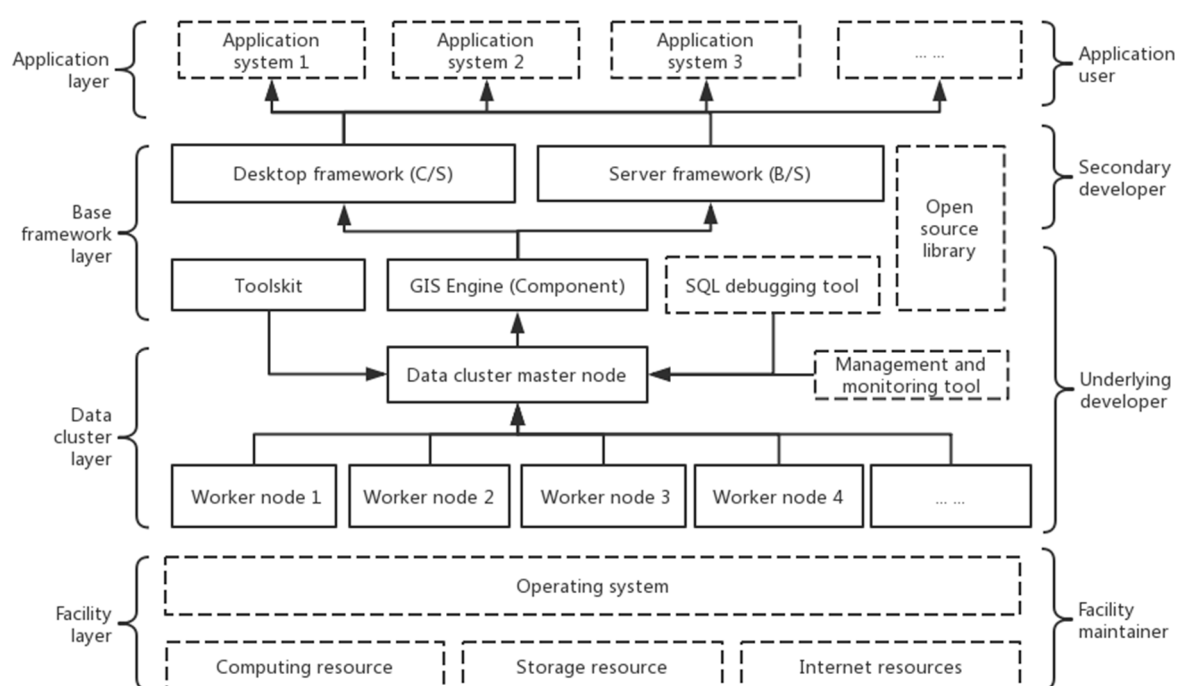 Application
layer
Application
system 1
Application
system 2
Application
system 3
... ...
Application
user
Base
framework
layer
Desktop framework (C/S)
Server framework (B/S)
Open
source
library
Secondary
developer
Toolskit
GIS Engine (Component)
SQL debugging tool
Data
cluster
layer
Data cluster master node
Management and
monitoring tool
Underlying
developer
Worker node 1
Worker node 2
Worker node 3
Worker node 4
... ...
Facility
layer
Operating system
Facility
maintainer
Computing resource
Storage resource
Internet resources